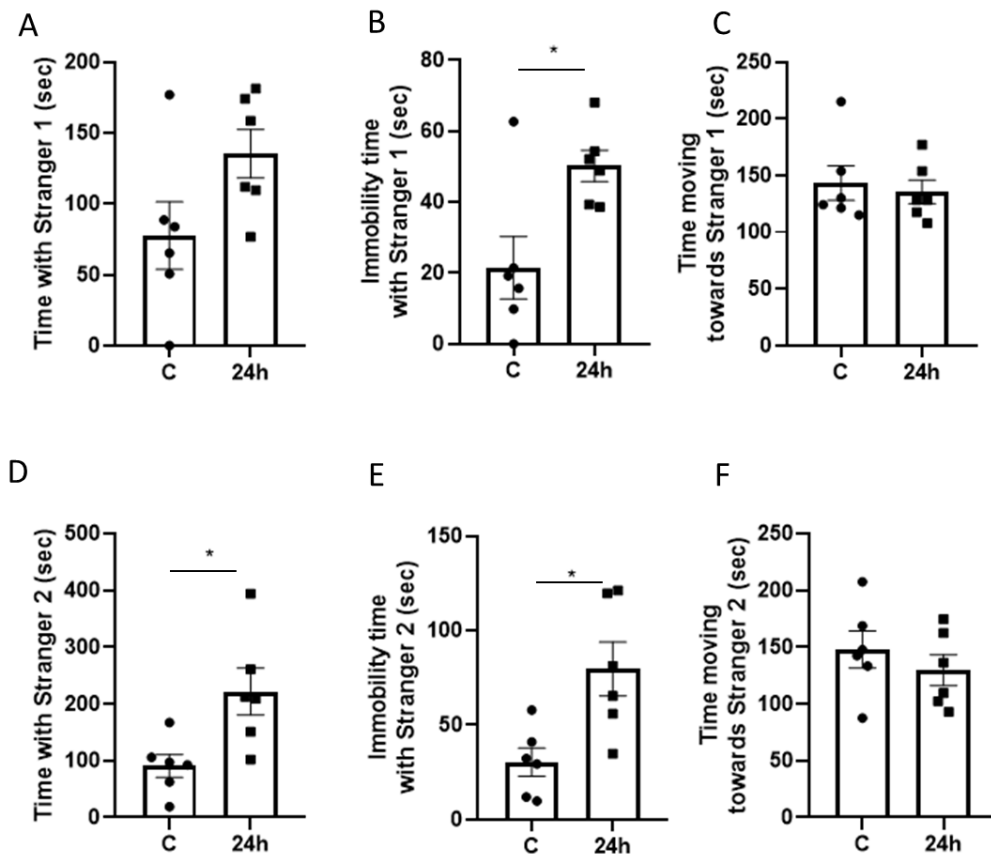 A
Time with Stranger 1 (sec)
200
150
100
50
0
C
24h
B
Immobility time
with Stranger 1 (sec)
80
60
40
20
0
*
C
24h
C
Time moving
towards Stranger 1 (sec)
250
200
150
100
50
0
C
24h
D
Time with Stranger 2 (sec)
500
400
300
200
100
0
*
C
24h
E
Immobility time
with Stranger 2 (sec)
150
100
50
0
*
C
24h
F
Time moving
towards Stranger 2 (sec)
250
200
150
100
50
0
C
24h